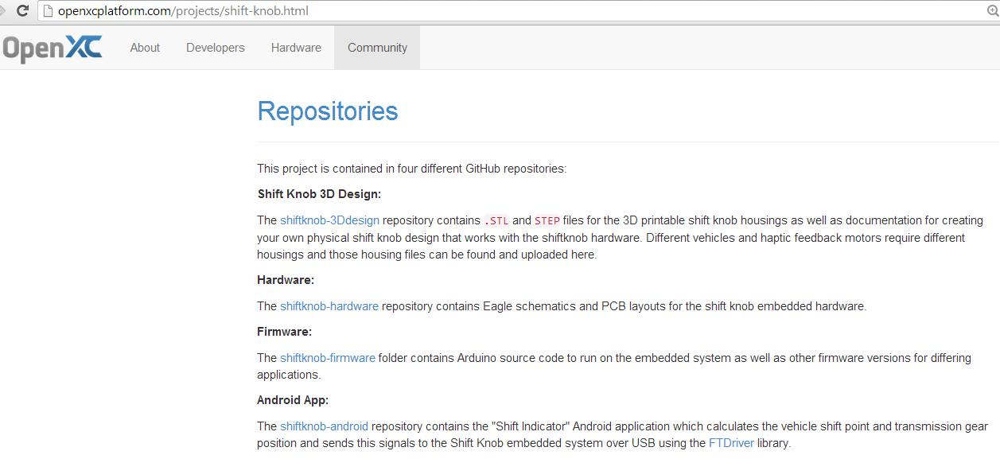 openxcplatform.com/projects/shift-knob.html
OpenXC About Developers Hardware Community
Repositories
This project is contained in four different GitHub repositories:
Shift Knob 3D Design:
The shiftknob-3Ddesign repository contains .STL and STEP files for the 3D printable shift knob housings as well as documentation for creating
your own physical shift knob design that works with the shiftknob hardware. Different vehicles and haptic feedback motors require different
housings and those housing files can be found and uploaded here.
Hardware:
The shiftknob-hardware repository contains Eagle schematics and PCB layouts for the shift knob embedded hardware.
Firmware:
The shiftknob-firmware folder contains Arduino source code to run on the embedded system as well as other firmware versions for differing
applications.
Android App:
The shiftknob-android repository contains the "Shift Indicator" Android application which calculates the vehicle shift point and transmission gear
position and sends this signals to the Shift Knob embedded system over USB using the FTDriver library.